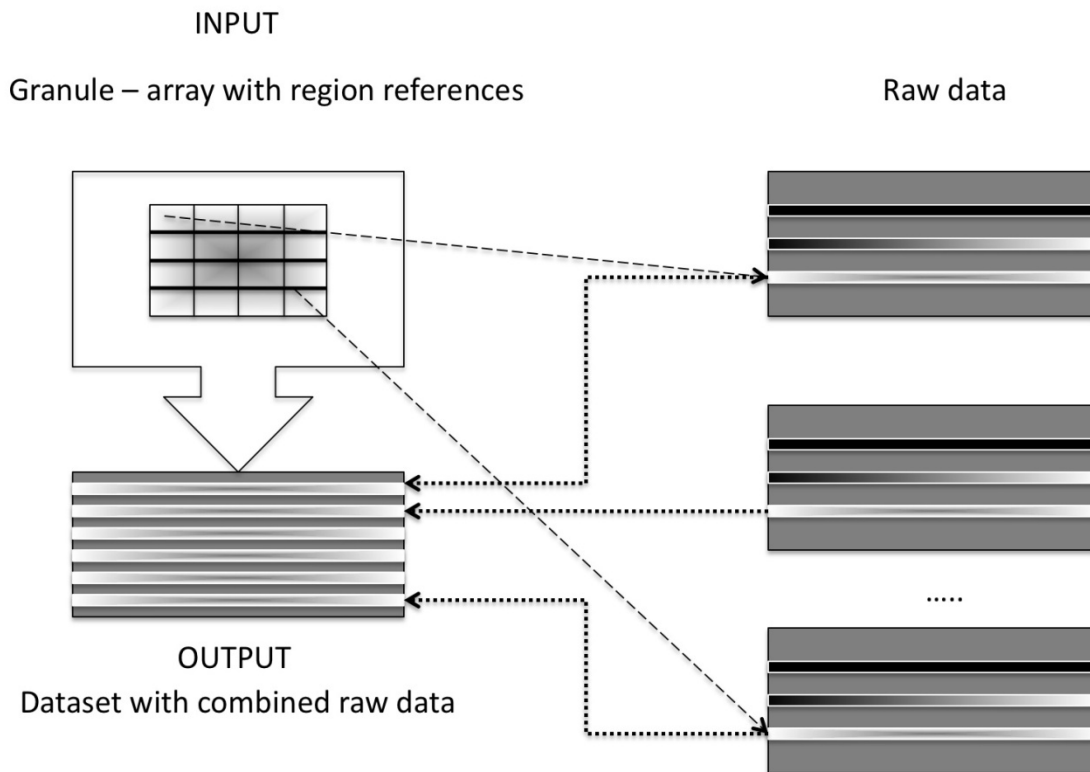 INPUT
Granule – array with region references
Raw data
.....
OUTPUT
Dataset with combined raw data